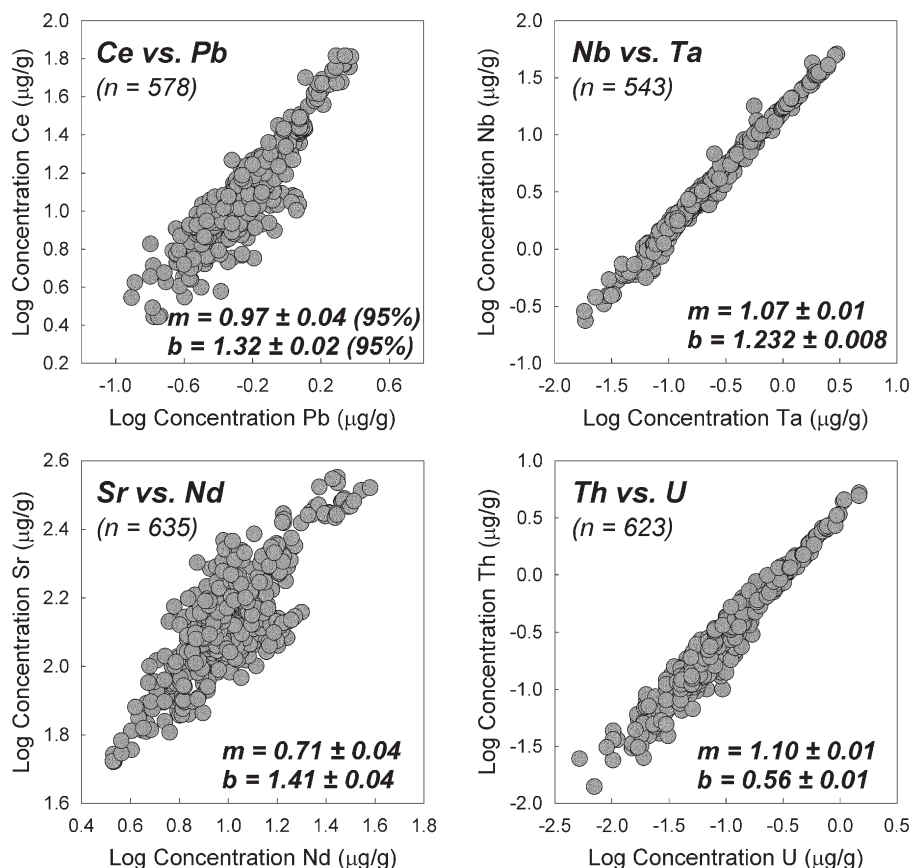 Ce vs. Pb
(n = 578)
2.0
1.8
1.6
1.4
1.2
1.0
0.8
0.6
0.4
0.2
Log Concentration Ce (μg/g)
m = 0.97 ± 0.04 (95%)
b = 1.32 ± 0.02 (95%)
-1.0 -0.6 -0.2 0.2 0.6
Log Concentration Pb (μg/g)
Nb vs. Ta
(n = 543)
2.0
1.5
1.0
0.5
0.0
-0.5
-1.0
Log Concentration Nb (μg/g)
m = 1.07 ± 0.01
b = 1.232 ± 0.008
-2.0 -1.5 -1.0 -0.5 0.0 0.5 1.0
Log Concentration Ta (μg/g)
Sr vs. Nd
(n = 635)
2.6
2.4
2.2
2.0
1.8
1.6
Log Concentration Sr (μg/g)
m = 0.71 ± 0.04
b = 1.41 ± 0.04
0.4 0.6 0.8 1.0 1.2 1.4 1.6 1.8
Log Concentration Nd (μg/g)
Th vs. U
(n = 623)
1.0
0.5
0.0
-0.5
-1.0
-1.5
-2.0
Log Concentration Th (μg/g)
m = 1.10 ± 0.01
b = 0.56 ± 0.01
-2.5 -2.0 -1.5 -1.0 -0.5 0.0 0.5
Log Concentration U (μg/g)